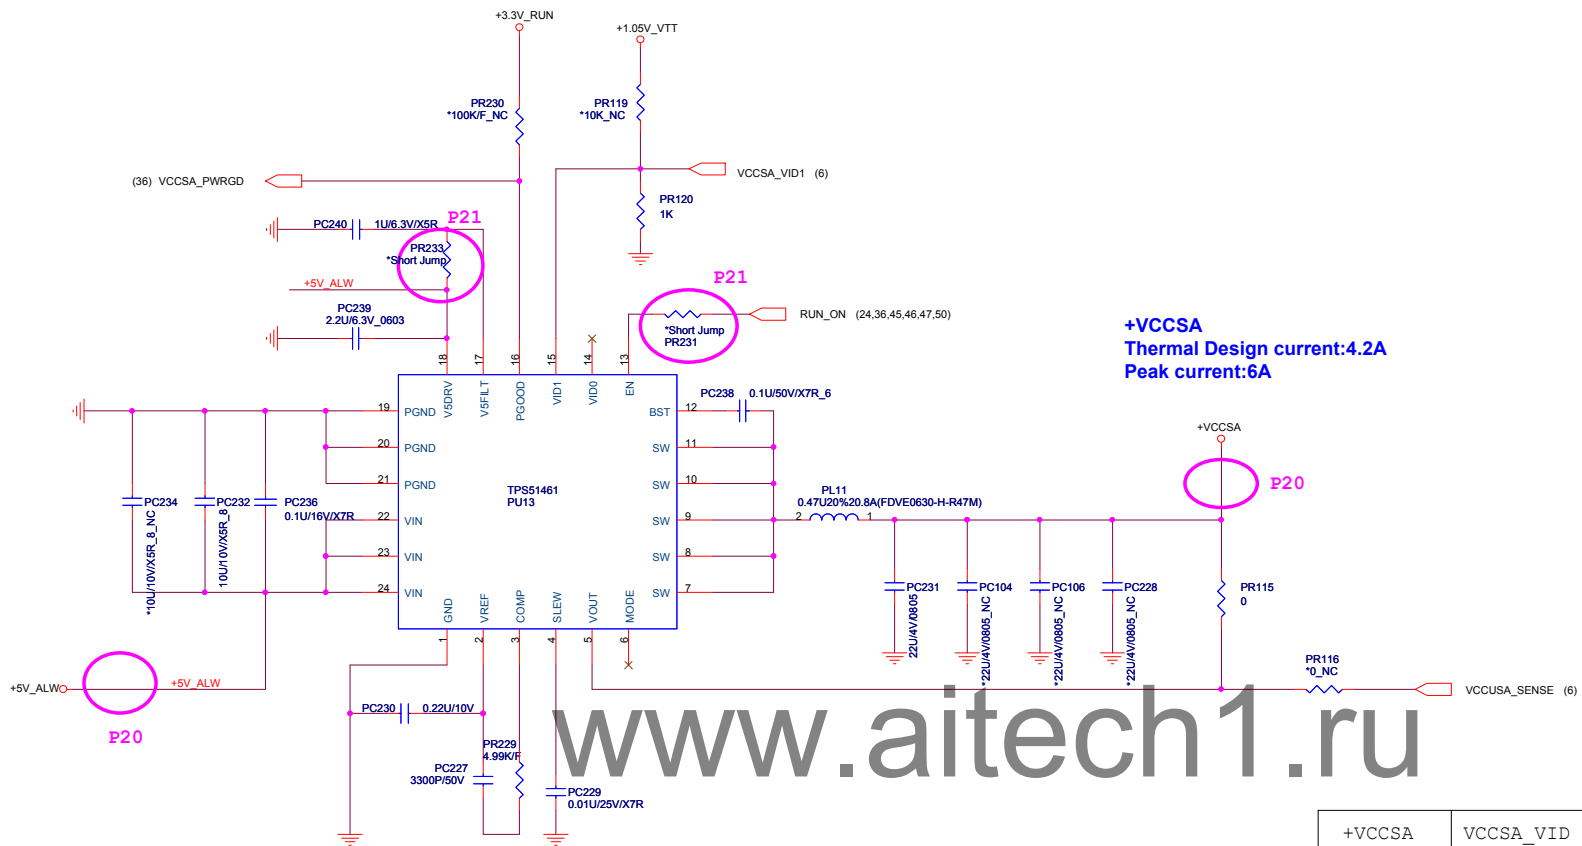 +3.3V_RUN
+1.05V_VTT
PR230
*100K/F_NC
PR119
*10K_NC
(36) VCCSA_PWRGD
VCCSA_VID1 (6)
PR120
1K
P21
PC240
1U/6.3V/X5R
PR233
*Short Jump
+5V_ALW
PC239
2.2U/6.3V_0603
P21
RUN_ON (24,36,45,46,47,50)
*Short Jump
PR231
+VCCSA
Thermal Design current:4.2A
Peak current:6A
18
17
16
15
14
13
V5DRV
V5FILT
PGOOD
VID1
VID0
EN
PC238
0.1U/50V/X7R_6
19 PGND
20 PGND
21 PGND
22 VIN
23 VIN
24 VIN
BST 12
SW 11
SW 10
SW 9
SW 8
SW 7
TPS51461
PU13
+VCCSA
P20
PL11
0.47U20%20.8A(FDVE0630-H-R47M)
2
1
PC234
*10U/10V/X5R_8_NC
PC232
10U/10V/X5R_8
PC236
0.1U/16V/X7R
PC231
22U/4V/0805
PC104
*22U/4V/0805_NC
PC106
*22U/4V/0805_NC
PC228
*22U/4V/0805_NC
PR115
0
GND
VREF
COMP
SLEW
VOUT
MODE
1
2
3
4
5
6
+5V_ALW
+5V_ALW
P20
PR116
*0_NC
VCCUSA_SENSE (6)
PC230
0.22U/10V
PR229
4.99K/F
PC227
3300P/50V
PC229
0.01U/25V/X7R
www.aitech1.ru
+VCCSA
VCCSA_VID